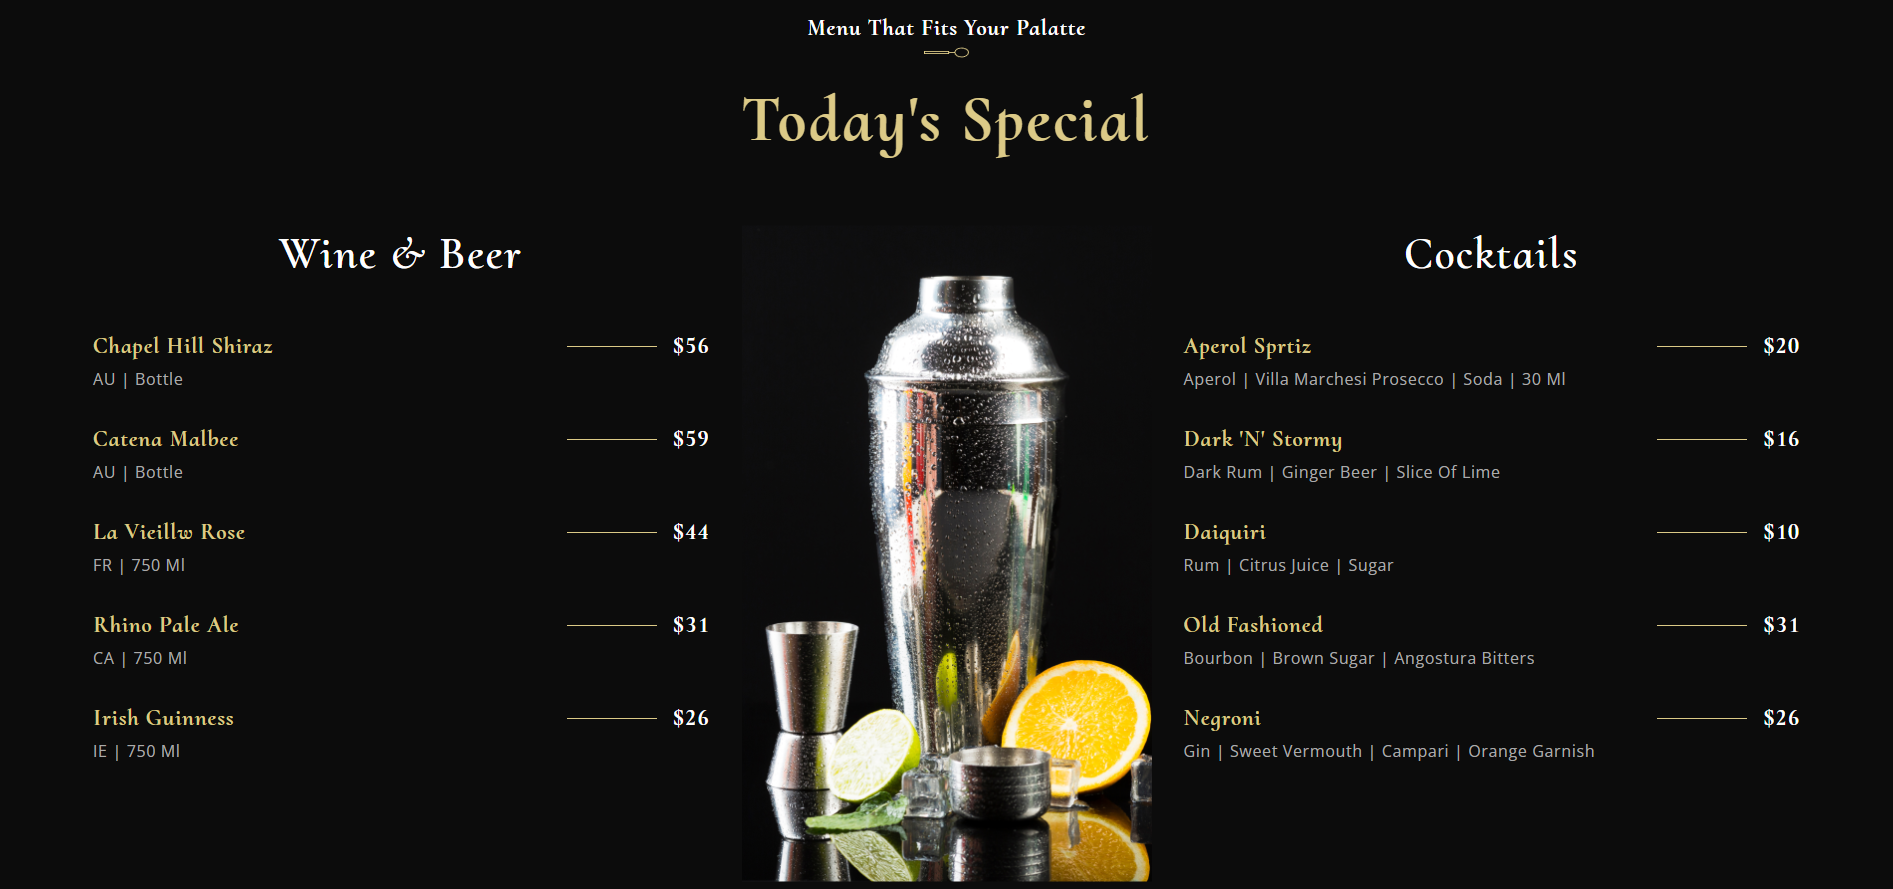 Menu That Fits Your Palatte
Today's Special
Wine & Beer
Chapel Hill Shiraz $56
AU | Bottle
Catena Malbee $59
AU | Bottle
La Vieillw Rose $44
FR | 750 Ml
Rhino Pale Ale $31
CA | 750 Ml
Irish Guinness $26
IE | 750 Ml
Cocktails
Aperol Sprtiz $20
Aperol | Villa Marchesi Prosecco | Soda | 30 Ml
Dark 'N' Stormy $16
Dark Rum | Ginger Beer | Slice Of Lime
Daiquiri $10
Rum | Citrus Juice | Sugar
Old Fashioned $31
Bourbon | Brown Sugar | Angostura Bitters
Negroni $26
Gin | Sweet Vermouth | Campari | Orange Garnish